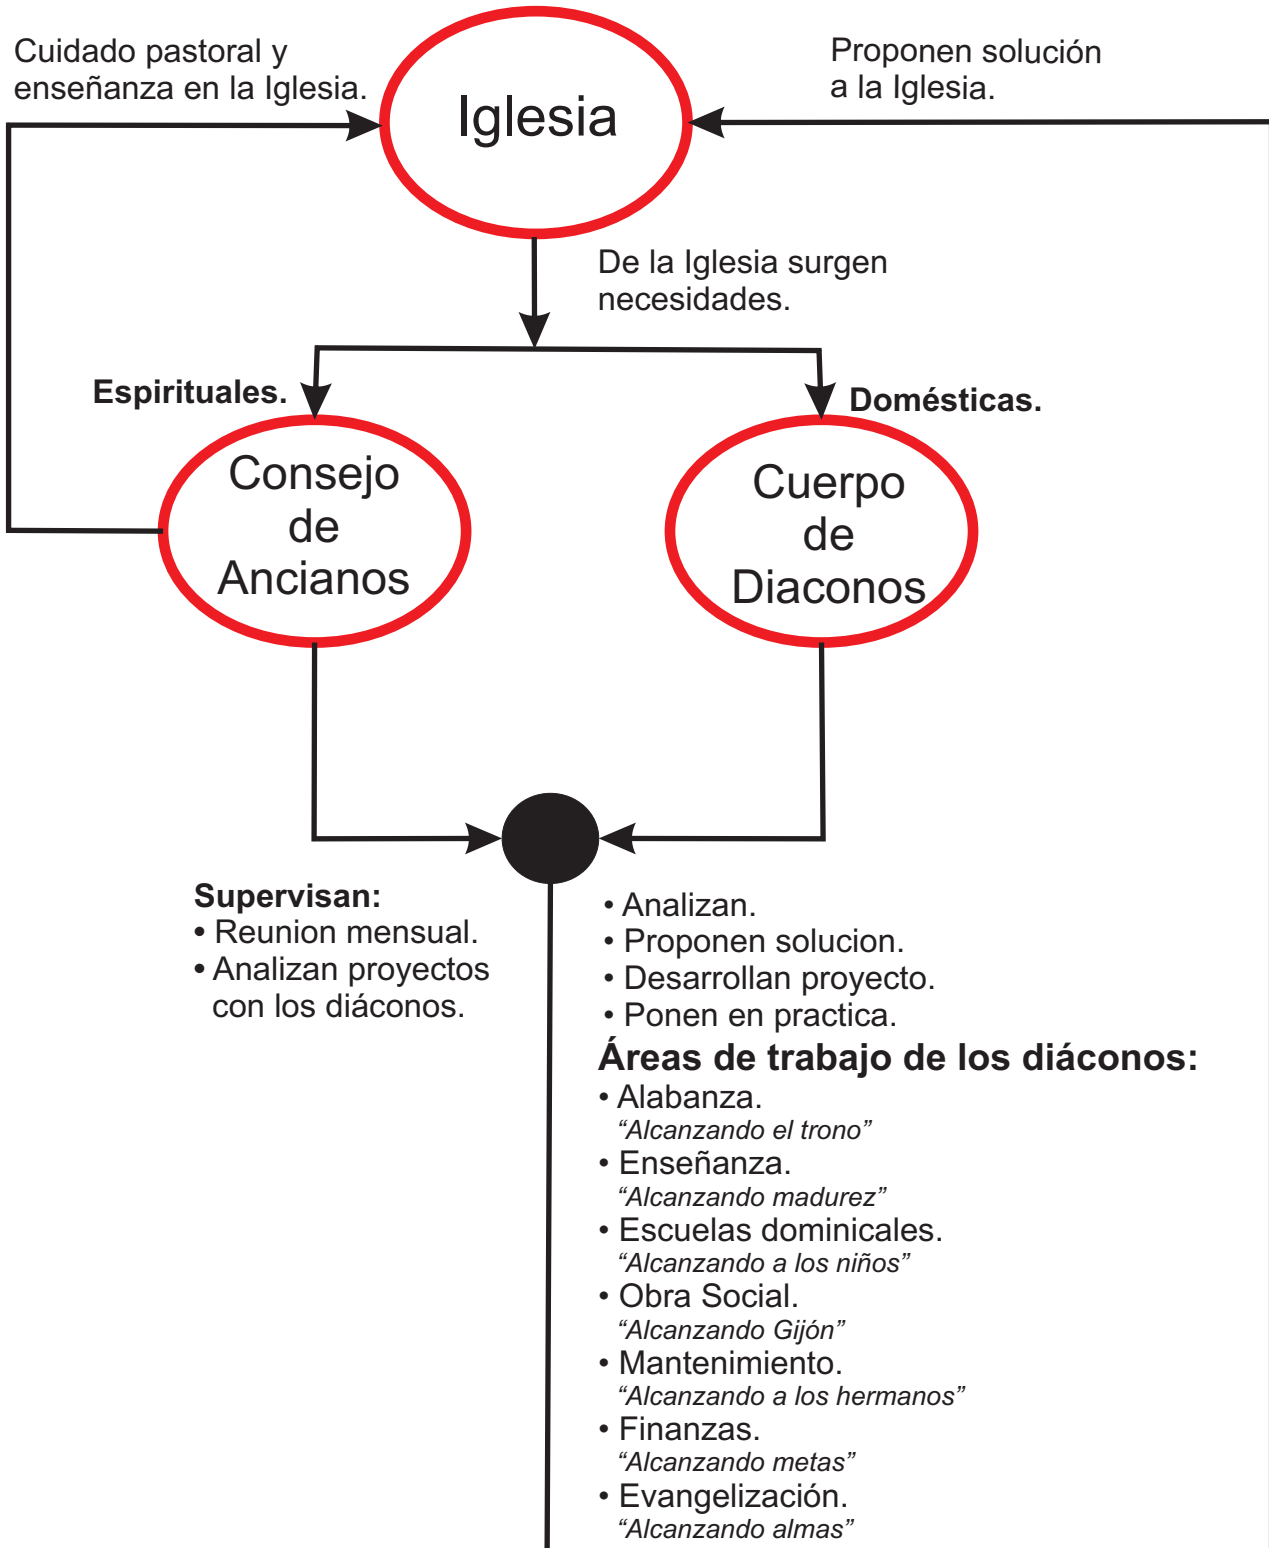 Cuidado pastoral y
enseñanza en la Iglesia.
Iglesia
Proponen solución
a la Iglesia.
De la Iglesia surgen
necesidades.
Espirituales.
Domésticas.
Consejo
de
Ancianos
Cuerpo
de
Diaconos
Supervisan:
• Reunion mensual.
• Analizan proyectos
con los diáconos.
• Analizan.
• Proponen solucion.
• Desarrollan proyecto.
• Ponen en practica.
Áreas de trabajo de los diáconos:
• Alabanza.
“Alcanzando el trono”
• Enseñanza.
“Alcanzando madurez”
• Escuelas dominicales.
“Alcanzando a los niños”
• Obra Social.
“Alcanzando Gijón”
• Mantenimiento.
“Alcanzando a los hermanos”
• Finanzas.
“Alcanzando metas”
• Evangelización.
“Alcanzando almas”